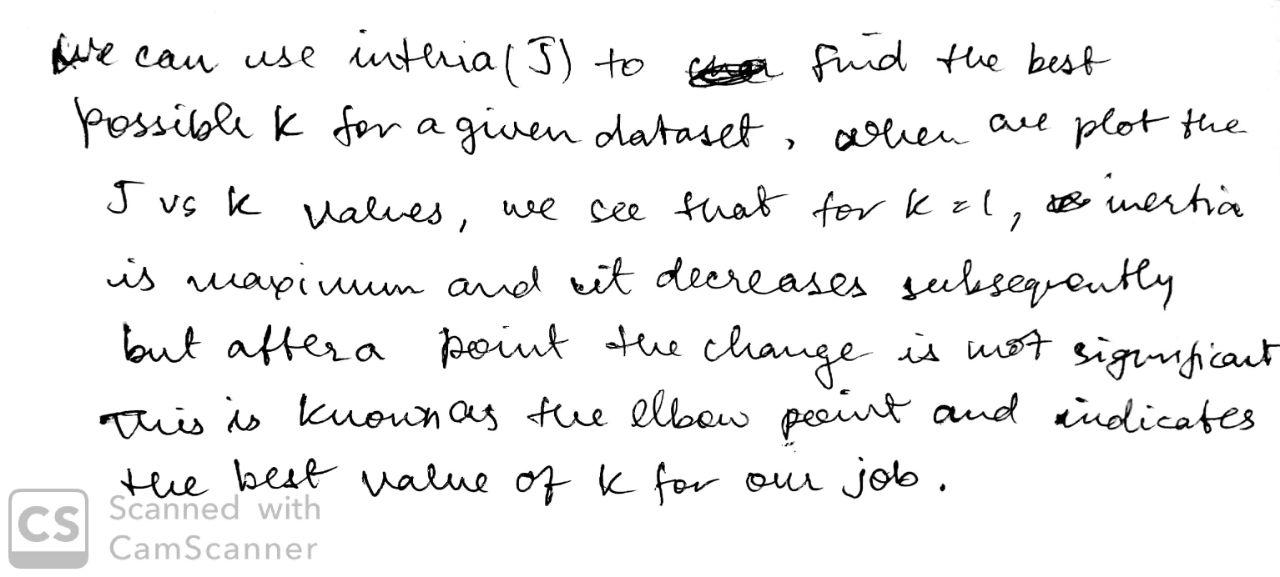 We can use interia(J) to find the best
possible k for a given dataset, when we plot the
J vs k values, we see that for k=1, inertia
is maximum and it decreases subsequently
but after a point the change is not significant
This is known as the elbow point and indicates
the best value of k for our job.
CS Scanned with
CamScanner